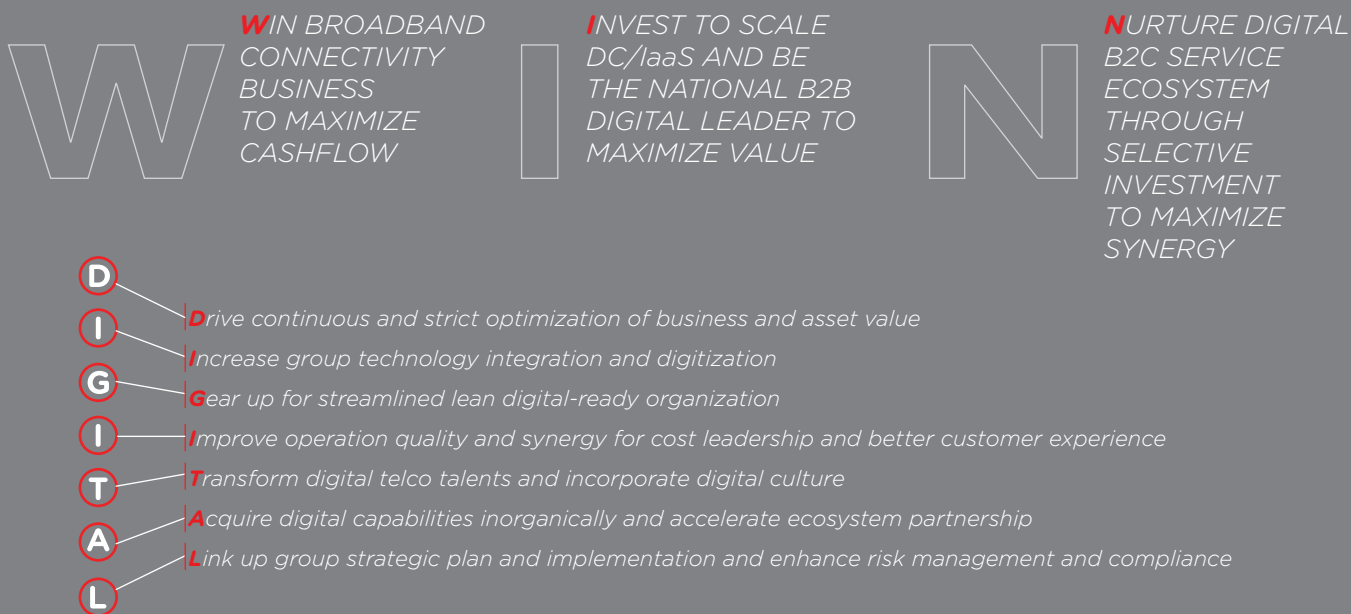 W
WIN BROADBAND
CONNECTIVITY
BUSINESS
TO MAXIMIZE
CASHFLOW
I
INVEST TO SCALE
DC/IaaS AND BE
THE NATIONAL B2B
DIGITAL LEADER TO
MAXIMIZE VALUE
N
NURTURE DIGITAL
B2C SERVICE
ECOSYSTEM
THROUGH
SELECTIVE
INVESTMENT
TO MAXIMIZE
SYNERGY
D
Drive continuous and strict optimization of business and asset value
I
Increase group technology integration and digitization
G
Gear up for streamlined lean digital-ready organization
I
Improve operation quality and synergy for cost leadership and better customer experience
T
Transform digital telco talents and incorporate digital culture
A
Acquire digital capabilities inorganically and accelerate ecosystem partnership
L
Link up group strategic plan and implementation and enhance risk management and compliance